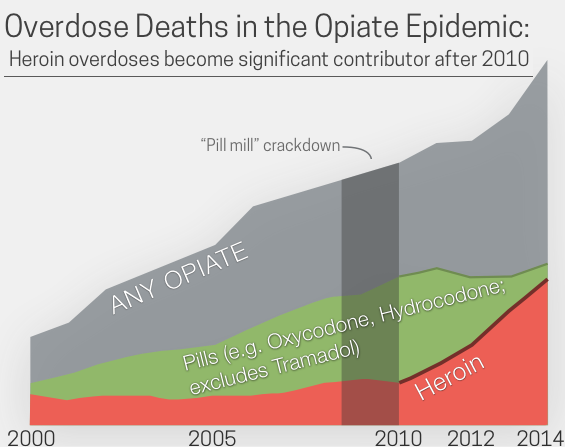 Overdose Deaths in the Opiate Epidemic:
Heroin overdoses become significant contributor after 2010
“Pill mill” crackdown
ANY OPIATE
Pills (e.g. Oxycodone, Hydrocodone;
excludes Tramadol)
Heroin
2000 2005 2010 2012 2014